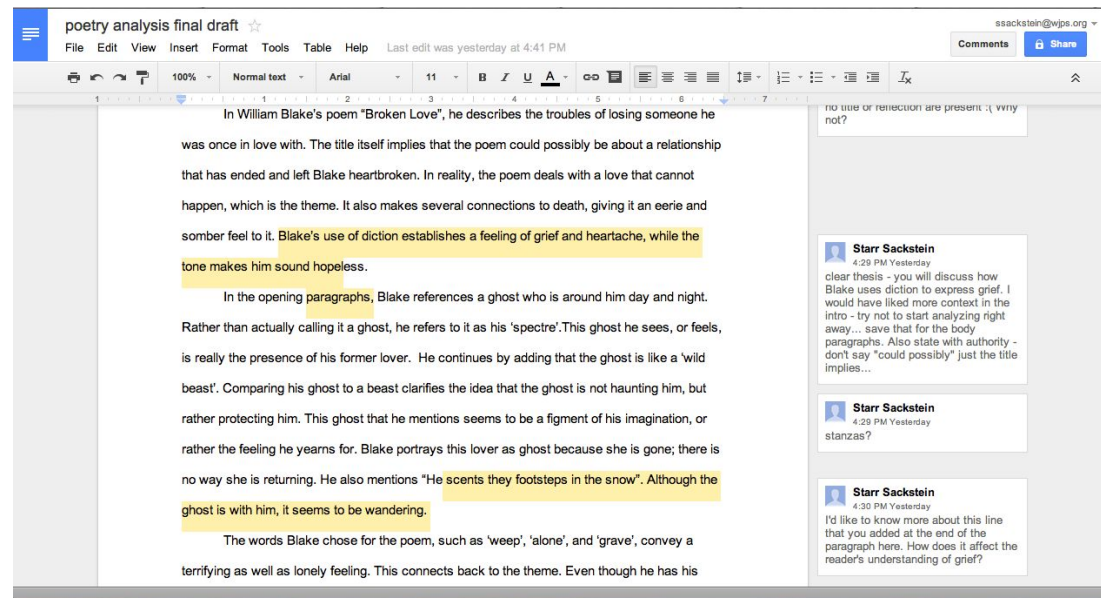 poetry analysis final draft
ssackstein@wjps.org
File Edit View Insert Format Tools Table Help Last edit was yesterday at 4:41 PM
Comments
Share
100% Normal text Arial 11 B I U A
1 1 2 3 4 5 6 7
no title or reflection are present :( Why
not?
In William Blake's poem “Broken Love”, he describes the troubles of losing someone he
was once in love with. The title itself implies that the poem could possibly be about a relationship
that has ended and left Blake heartbroken. In reality, the poem deals with a love that cannot
happen, which is the theme. It also makes several connections to death, giving it an eerie and
somber feel to it. Blake's use of diction establishes a feeling of grief and heartache, while the
tone makes him sound hopeless.
In the opening paragraphs, Blake references a ghost who is around him day and night.
Rather than actually calling it a ghost, he refers to it as his ‘spectre’.This ghost he sees, or feels,
is really the presence of his former lover. He continues by adding that the ghost is like a ‘wild
beast’. Comparing his ghost to a beast clarifies the idea that the ghost is not haunting him, but
rather protecting him. This ghost that he mentions seems to be a figment of his imagination, or
rather the feeling he yearns for. Blake portrays this lover as ghost because she is gone; there is
no way she is returning. He also mentions “He scents they footsteps in the snow”. Although the
ghost is with him, it seems to be wandering.
The words Blake chose for the poem, such as ‘weep’, ‘alone’, and ‘grave’, convey a
terrifying as well as lonely feeling. This connects back to the theme. Even though he has his
Starr Sackstein
4:29 PM Yesterday
clear thesis - you will discuss how
Blake uses diction to express grief. I
would have liked more context in the
intro - try not to start analyzing right
away... save that for the body
paragraphs. Also state with authority -
don't say "could possibly" just the title
implies...
Starr Sackstein
4:29 PM Yesterday
stanzas?
Starr Sackstein
4:30 PM Yesterday
I'd like to know more about this line
that you added at the end of the
paragraph here. How does it affect the
reader's understanding of grief?